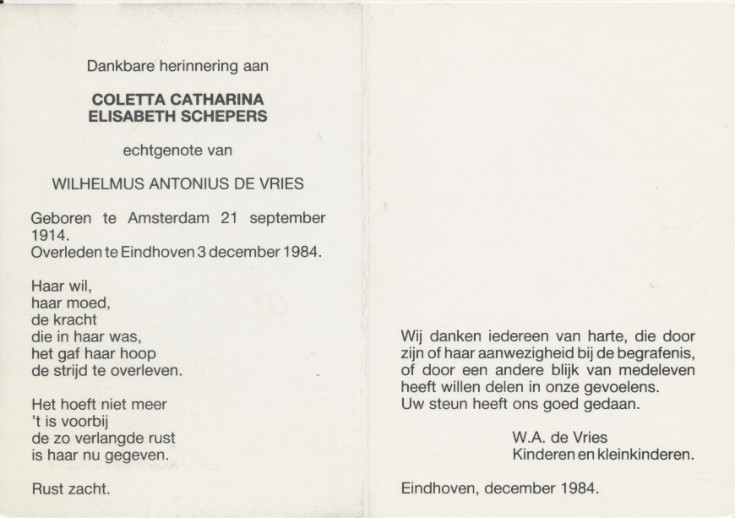 Dankbare herinnering aan
COLETTA CATHARINA
ELISABETH SCHEPERS
echtgenote van
WILHELMUS ANTONIUS DE VRIES
Geboren te Amsterdam 21 september
1914.
Overleden te Eindhoven 3 december 1984.
Haar wil,
haar moed,
de kracht
die in haar was,
het gaf haar hoop
de strijd te overleven.
Het hoeft niet meer
't is voorbij
de zo verlangde rust
is haar nu gegeven.
Rust zacht.
Wij danken iedereen van harte, die door
zijn of haar aanwezigheid bij de begrafenis,
of door een andere blijk van medeleven
heeft willen delen in onze gevoelens.
Uw steun heeft ons goed gedaan.
W.A. de Vries
Kinderen en kleinkinderen.
Eindhoven, december 1984.